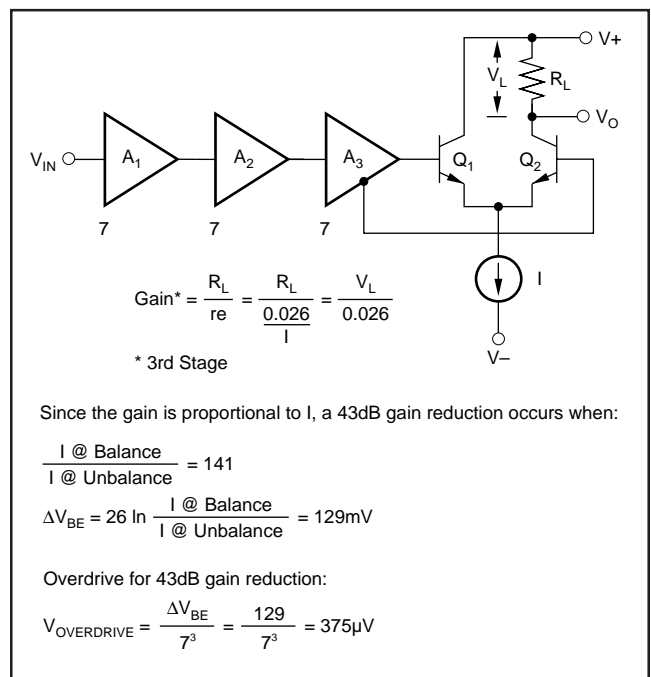 V+
V_L
R_L
V_O
V_IN
A_1
A_2
A_3
Q_1
Q_2
7
7
7
I
V–
Gain* = R_L / re = R_L / (0.026 / I) = V_L / 0.026
* 3rd Stage
Since the gain is proportional to I, a 43dB gain reduction occurs when:
I @ Balance / I @ Unbalance = 141
ΔV_BE = 26 ln I @ Balance / I @ Unbalance = 129mV
Overdrive for 43dB gain reduction:
V_OVERDRIVE = ΔV_BE / 7³ = 129 / 7³ = 375µV